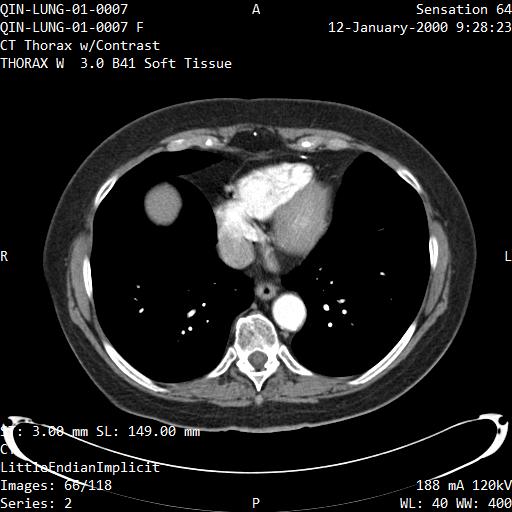 QIN-LUNG-01-0007
A
Sensation 64
QIN-LUNG-01-0007 F
12-January-2000 9:28:23
CT Thorax w/Contrast
THORAX W 3.0 B41 Soft Tissue
R
L
3.00 mm SL: 149.00 mm
LittleEndianImplicit
Images: 66/118
188 mA 120kV
Series: 2
P
WL: 40 WW: 400